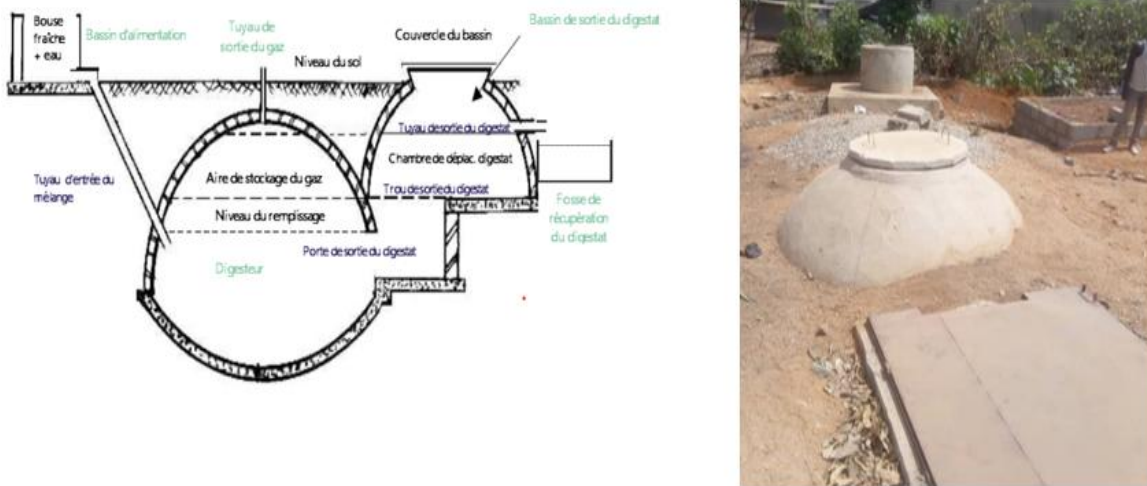 Bouse
fraîche
+ eau
Bassin d'alimentation
Tuyau de
sortie du gaz
Niveau du sol
Couvercle du bassin
Bassin de sortie du digestat
Tuyau d'entrée du
mélange
Aire de stockage du gaz
Niveau du remplissage
Digesteur
Porte de sortie du digestat
Tuyau de sortie du digestat
Chambre de déplac. digestat
Trou de sortie du digestat
Fosse de
récupération
du digestat